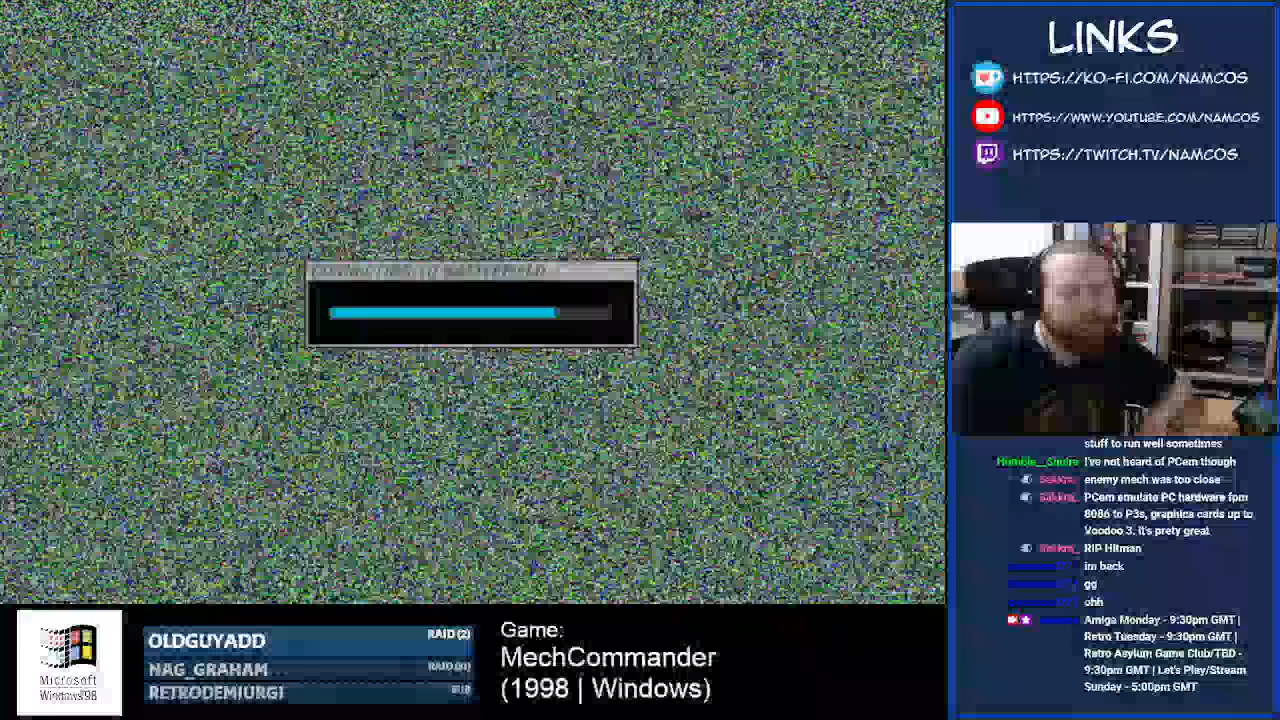 LINKS
HTTPS://KO-FI.COM/NAMCOS
HTTPS://WWW.YOUTUBE.COM/NAMCOS
HTTPS://TWITCH.TV/NAMCOS
stuff to run well sometimes
Humble__Shore I've not heard of PCem though
enemy mech was too close
PCem emulate PC hardware fpm
8086 to P3s, graphics cards up to
Voodoo 3. It's prety great
RIP Hitman
im back
gg
ohh
Amiga Monday - 9:30pm GMT |
Retro Tuesday - 9:30pm GMT |
Retro Asylum Game Club/TBD -
9:30pm GMT | Let's Play/Stream
Sunday - 5:00pm GMT
Microsoft
Windows98
OLDGUYADD RAID (2)
NAG_GRAHAM
RETRODEMIURGI SUB
Game:
MechCommander
(1998 | Windows)